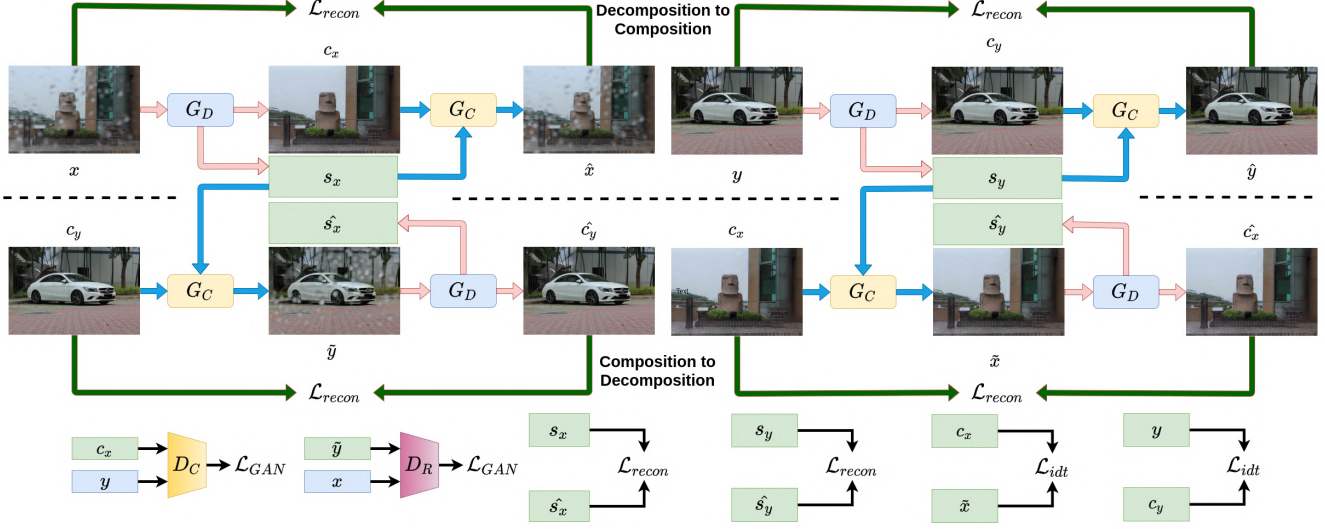 ℒ_recon
Decomposition to
Composition
ℒ_recon
c_x
c_y
G_D
G_C
G_D
G_C
x
s_x
x̂
y
s_y
ŷ
c_y
ŝ_x
ĉ_y
c_x
ŝ_y
ĉ_x
G_C
G_D
Text
G_C
G_D
ỹ
x̃
Composition to
Decomposition
ℒ_recon
ℒ_recon
c_x
y
D_C
ℒ_GAN
ỹ
x
D_R
ℒ_GAN
s_x
ℒ_recon
ŝ_x
s_y
ℒ_recon
ŝ_y
c_x
ℒ_idt
x̃
y
ℒ_idt
c_y